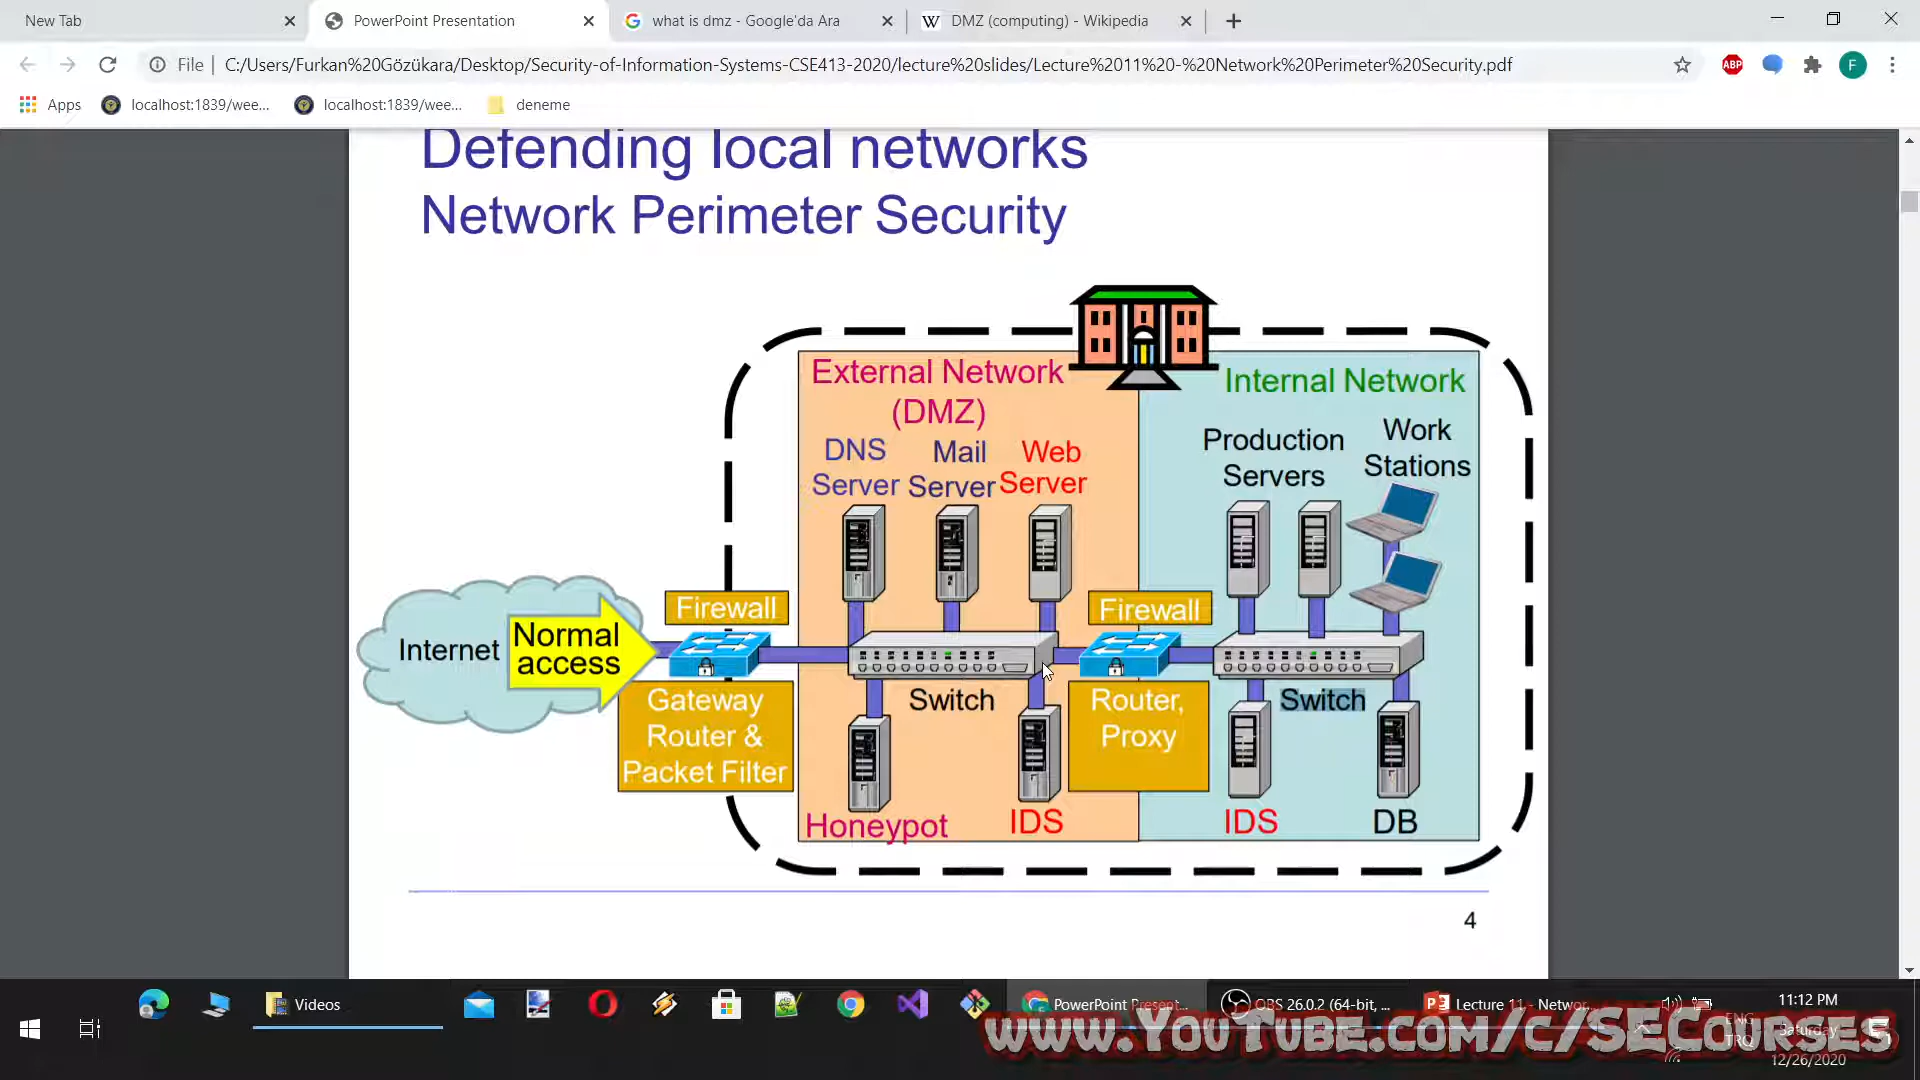 New Tab
PowerPoint Presentation
what is dmz - Google'da Ara
W DMZ (computing) - Wikipedia
File | C:/Users/Furkan%20Gözükara/Desktop/Security-of-Information-Systems-CSE413-2020/lecture%20slides/Lecture%2011%20-%20Network%20Perimeter%20Security.pdf
ABP
F
Apps
localhost:1839/wee...
localhost:1839/wee...
deneme
Defending local networks
Network Perimeter Security
External Network
(DMZ)
Internal Network
DNS
Server
Mail
Server
Web
Server
Production
Servers
Work
Stations
Internet
Normal
access
Firewall
Firewall
Gateway
Router &
Packet Filter
Switch
Router,
Proxy
Switch
Honeypot
IDS
IDS
DB
4
Videos
PowerPoint Present...
OBS 26.0.2 (64-bit, ...
Lecture 11 - Networ...
11:12 PM
ENG
TRQ
Saturday
12/26/2020
www.YouTube.com/c/SECourses